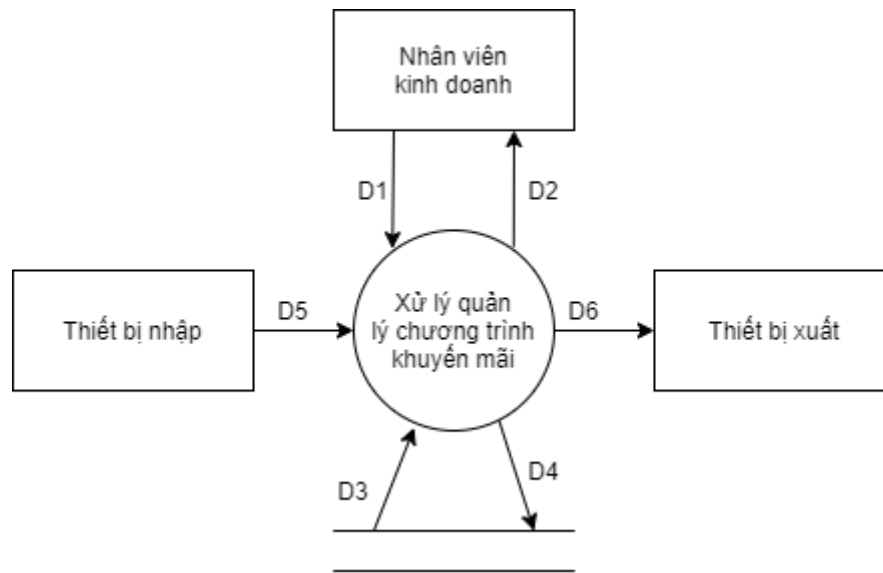 Nhân viên
kinh doanh
D1
D2
Thiết bị nhập
D5
Xử lý quản
lý chương trình
khuyến mãi
D6
Thiết bị xuất
D3
D4